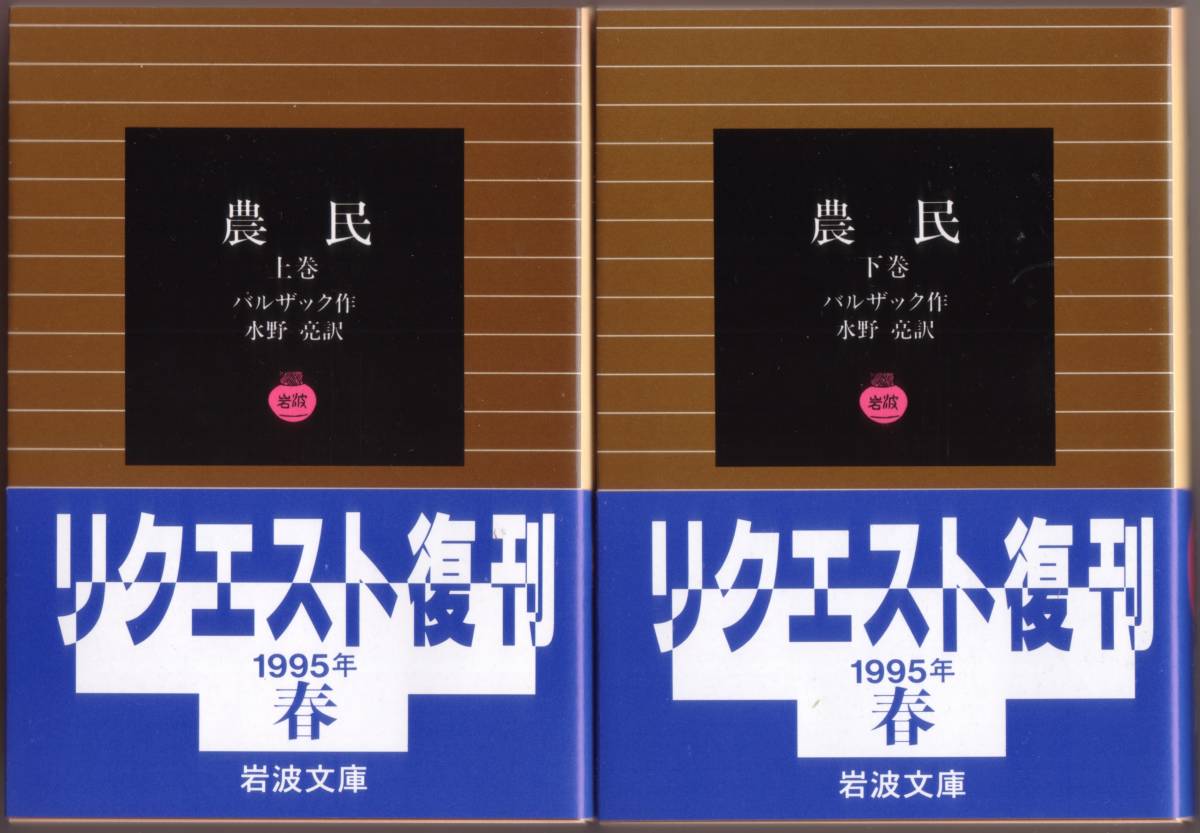 農 民
上巻
バルザック作
水野 亮訳
岩波
リクエスト復刊
1995年
春
岩波文庫
農 民
下巻
バルザック作
水野 亮訳
岩波
リクエスト復刊
1995年
春
岩波文庫